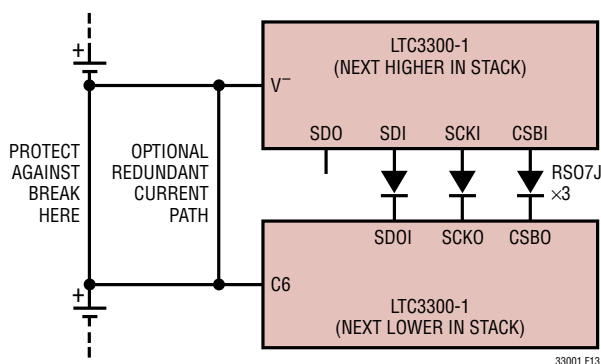 +
LTC3300-1
(NEXT HIGHER IN STACK)
V–
SDO SDI SCKI CSBI
PROTECT
AGAINST
BREAK
HERE
OPTIONAL
REDUNDANT
CURRENT
PATH
RSO7J
×3
SDOI SCKO CSBO
+
C6
LTC3300-1
(NEXT LOWER IN STACK)
33001 F13